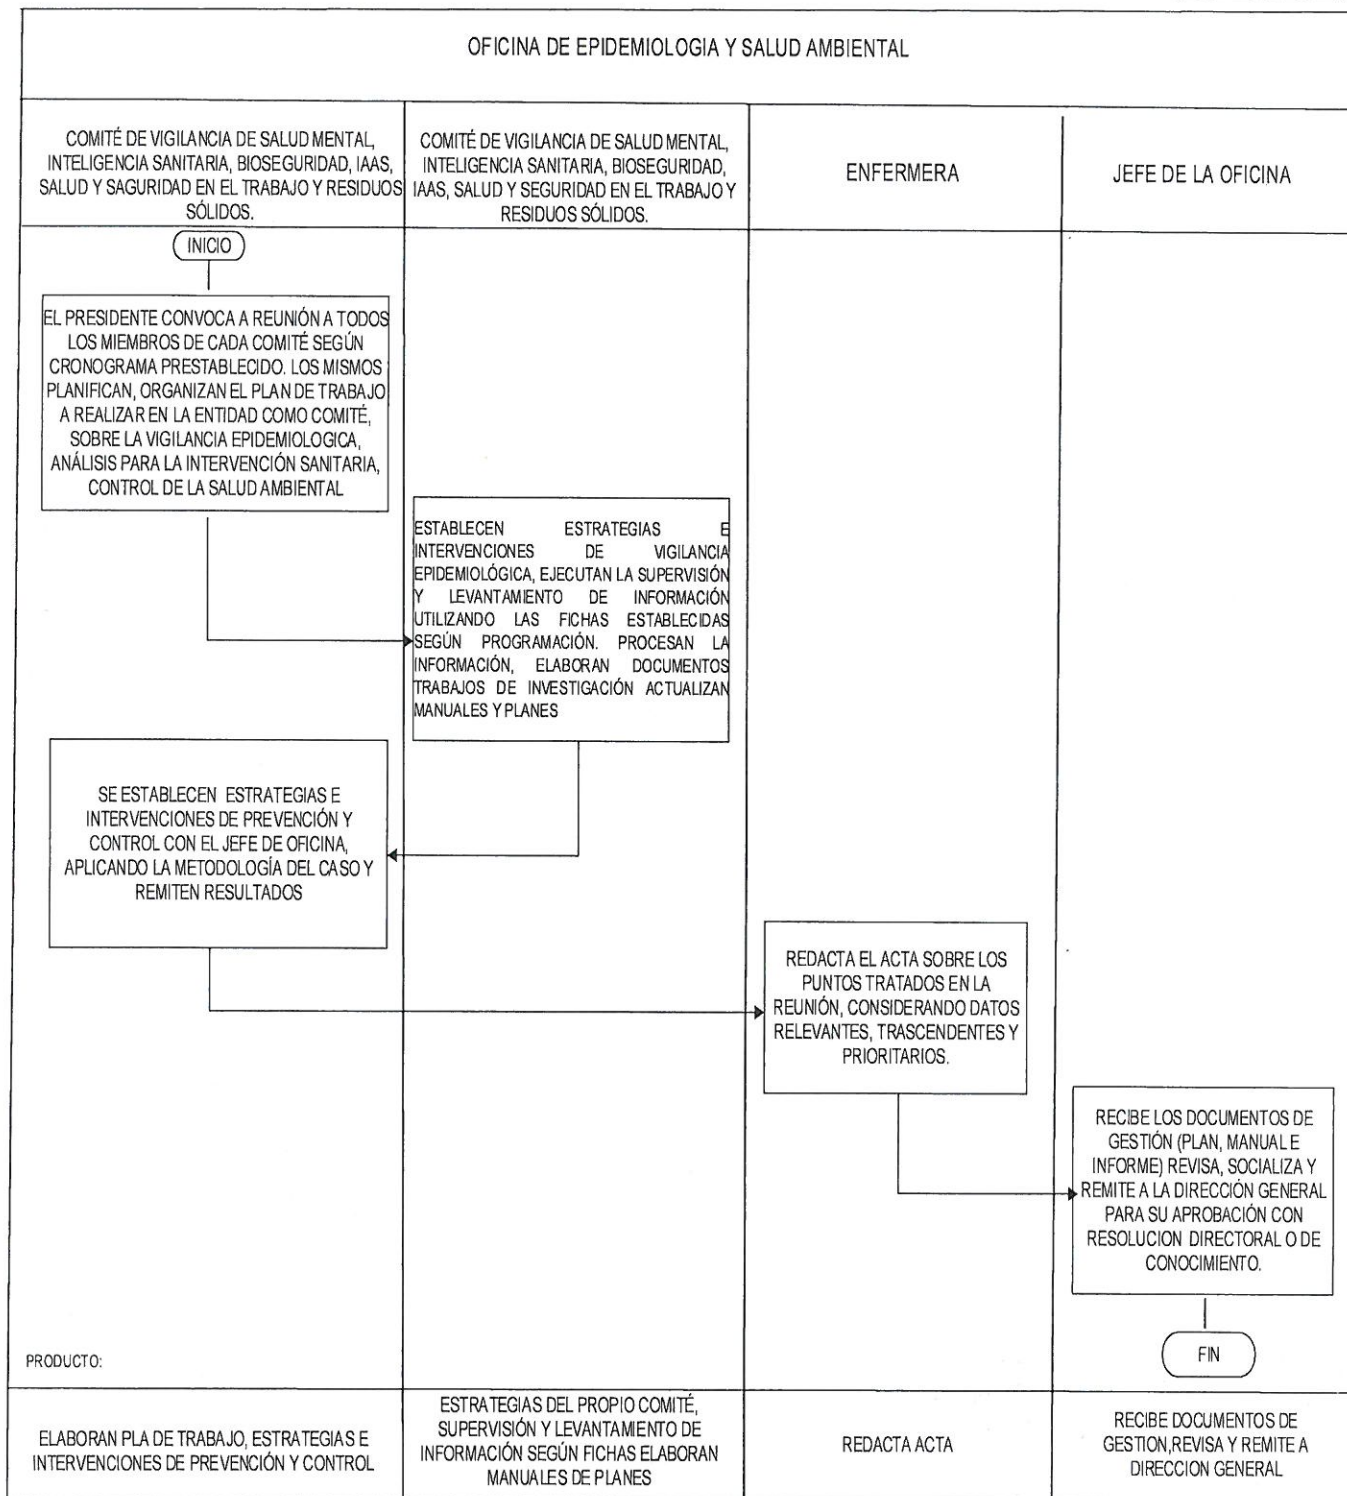 OFICINA DE EPIDEMIOLOGIA Y SALUD AMBIENTAL
COMITÉ DE VIGILANCIA DE SALUD MENTAL,
INTELIGENCIA SANITARIA, BIOSEGURIDAD, IAAS,
SALUD Y SAGURIDAD EN EL TRABAJO Y RESIDUOS
SÓLIDOS.
COMITÉ DE VIGILANCIA DE SALUD MENTAL,
INTELIGENCIA SANITARIA, BIOSEGURIDAD,
IAAS, SALUD Y SEGURIDAD EN EL TRABAJO Y
RESIDUOS SÓLIDOS.
ENFERMERA
JEFE DE LA OFICINA
INICIO
EL PRESIDENTE CONVOCA A REUNIÓN A TODOS
LOS MIEMBROS DE CADA COMITÉ SEGÚN
CRONOGRAMA PRESTABLECIDO. LOS MISMOS
PLANIFICAN, ORGANIZAN EL PLAN DE TRABAJO
A REALIZAR EN LA ENTIDAD COMO COMITÉ,
SOBRE LA VIGILANCIA EPIDEMIOLOGICA,
ANÁLISIS PARA LA INTERVENCIÓN SANITARIA,
CONTROL DE LA SALUD AMBIENTAL
ESTABLECEN ESTRATEGIAS E
INTERVENCIONES DE VIGILANCIA
EPIDEMIOLÓGICA, EJECUTAN LA SUPERVISIÓN
Y LEVANTAMIENTO DE INFORMACIÓN
UTILIZANDO LAS FICHAS ESTABLECIDAS
SEGÚN PROGRAMACIÓN. PROCESAN LA
INFORMACIÓN, ELABORAN DOCUMENTOS
TRABAJOS DE INVESTIGACIÓN ACTUALIZAN
MANUALES Y PLANES
SE ESTABLECEN ESTRATEGIAS E
INTERVENCIONES DE PREVENCIÓN Y
CONTROL CON EL JEFE DE OFICINA,
APLICANDO LA METODOLOGÍA DEL CASO Y
REMITEN RESULTADOS
REDACTA EL ACTA SOBRE LOS
PUNTOS TRATADOS EN LA
REUNIÓN, CONSIDERANDO DATOS
RELEVANTES, TRASCENDENTES Y
PRIORITARIOS.
RECIBE LOS DOCUMENTOS DE
GESTIÓN (PLAN, MANUAL E
INFORME) REVISA, SOCIALIZA Y
REMITE A LA DIRECCIÓN GENERAL
PARA SU APROBACIÓN CON
RESOLUCION DIRECTORAL O DE
CONOCIMIENTO.
FIN
PRODUCTO:
ELABORAN PLA DE TRABAJO, ESTRATEGIAS E
INTERVENCIONES DE PREVENCIÓN Y CONTROL
ESTRATEGIAS DEL PROPIO COMITÉ,
SUPERVISIÓN Y LEVANTAMIENTO DE
INFORMACIÓN SEGÚN FICHAS ELABORAN
MANUALES DE PLANES
REDACTA ACTA
RECIBE DOCUMENTOS DE
GESTION,REVISA Y REMITE A
DIRECCION GENERAL